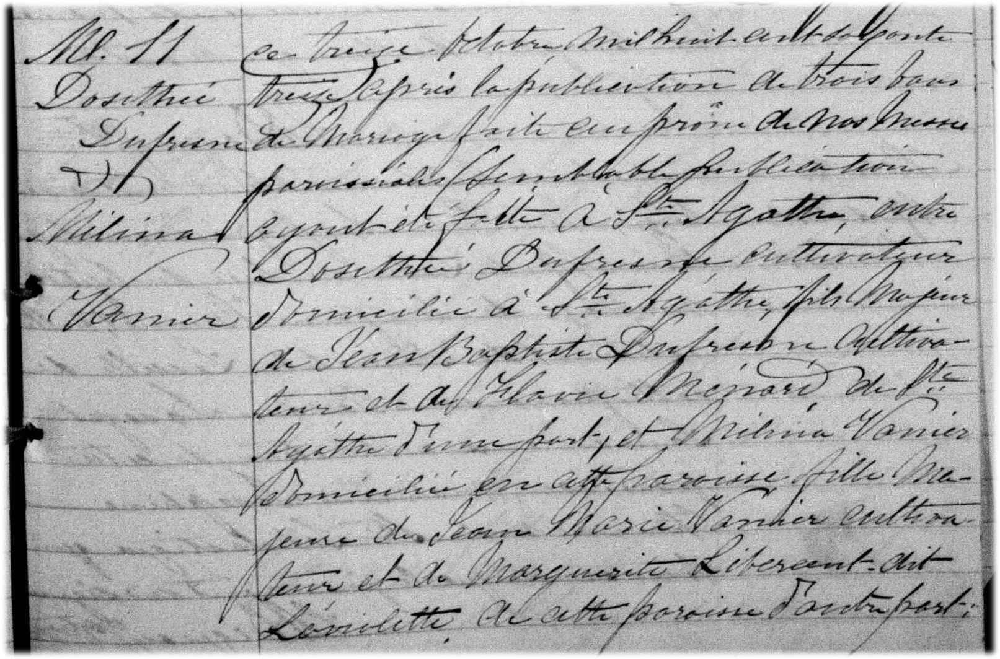 M. 11
Dosithée
Dufresne
&
Mélina
Vanier
ce treize Octobre, mil huit cent soixante
treize après la publication de trois bans
de Mariage faite au prône de nos Messes
paroissiales (semblable publication
ayant été faite à Ste Agathe, entre
Dosithée Dufresne cultivateur
domicilié à Ste Agathe, fils Majeur
de Jean Baptiste Dufresne cultiva-
teur et de Flavie Ménard de Ste
Agathe d'une part, et Mélina Vanier
domiciliée en cette paroisse fille Ma-
jeure de Jean Marie Vanier cultiva-
teur et de Marguerite Libersent-dit
Laviolette, de cette paroisse d'autre part;